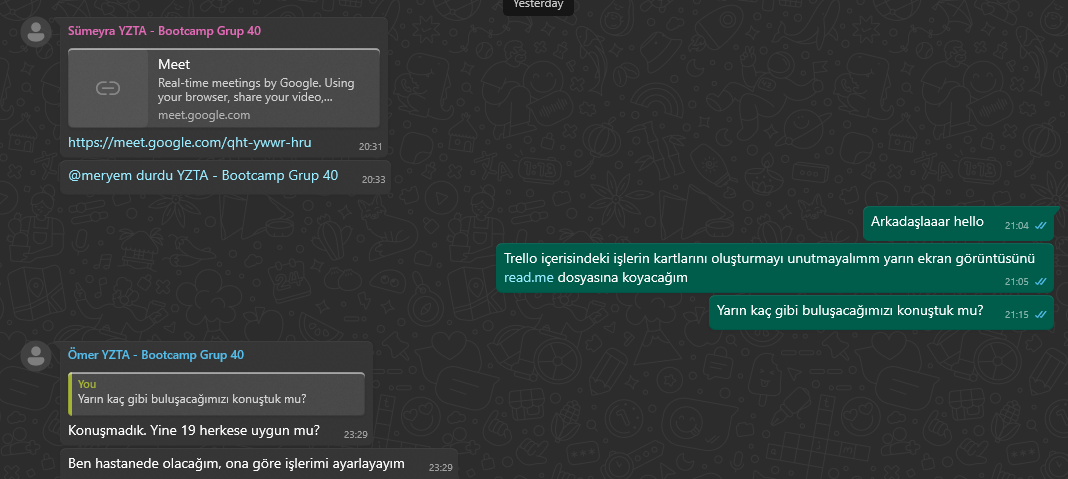 Yesterday
Sümeyra YZTA - Bootcamp Grup 40
Meet
Real-time meetings by Google. Using
your browser, share your video,...
meet.google.com
https://meet.google.com/qht-ywwr-hru
20:31
@meryem durdu YZTA - Bootcamp Grup 40
20:33
Arkadaşlaaar hello
21:04
Trello içerisindeki işlerin kartlarını oluşturmayı unutmayalımm yarın ekran görüntüsünü
read.me dosyasına koyacağım
21:05
Yarın kaç gibi buluşacağımızı konuştuk mu?
21:15
Ömer YZTA - Bootcamp Grup 40
You
Yarın kaç gibi buluşacağımızı konuştuk mu?
Konuşmadık. Yine 19 herkese uygun mu?
23:29
Ben hastanede olacağım, ona göre işlerimi ayarlayayım
23:29